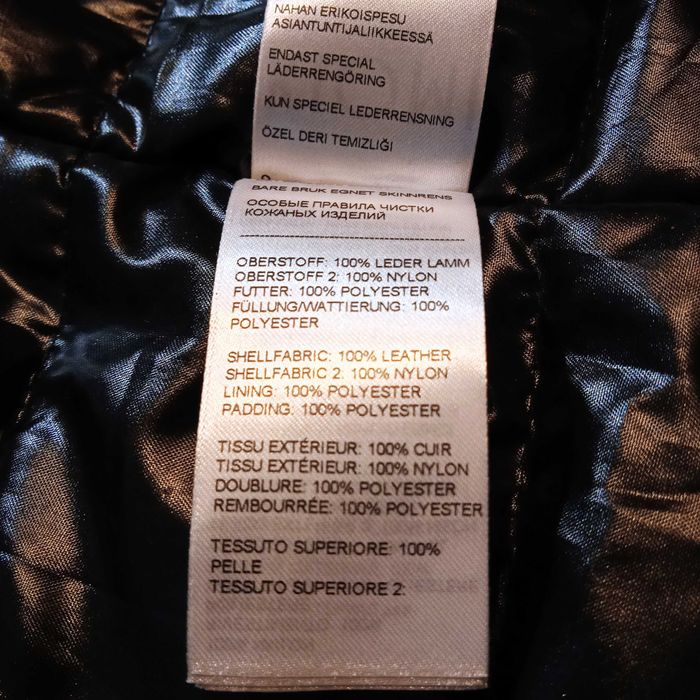 NAHAN ERIKOISPESU
ASIANTUNTIJALIIKKEESSÄ
ENDAST SPECIAL
LÄDERRENGÖRING
KUN SPECIEL LEDERRENSNING
ÖZEL DERI TEMIZLIĞI
BARE BRUK EGNET SKINNRENS
ОСОБЫЕ ПРАВИЛА ЧИСТКИ
КОЖАНЫХ ИЗДЕЛИЙ
OBERSTOFF: 100% LEDER LAMM
OBERSTOFF 2: 100% NYLON
FUTTER: 100% POLYESTER
FÜLLUNG/WATTIERUNG: 100%
POLYESTER
SHELLFABRIC: 100% LEATHER
SHELLFABRIC 2: 100% NYLON
LINING: 100% POLYESTER
PADDING: 100% POLYESTER
TISSU EXTÉRIEUR: 100% CUIR
TISSU EXTÉRIEUR: 100% NYLON
DOUBLURE: 100% POLYESTER
REMBOURRÉE: 100% POLYESTER
TESSUTO SUPERIORE: 100%
PELLE
TESSUTO SUPERIORE 2: